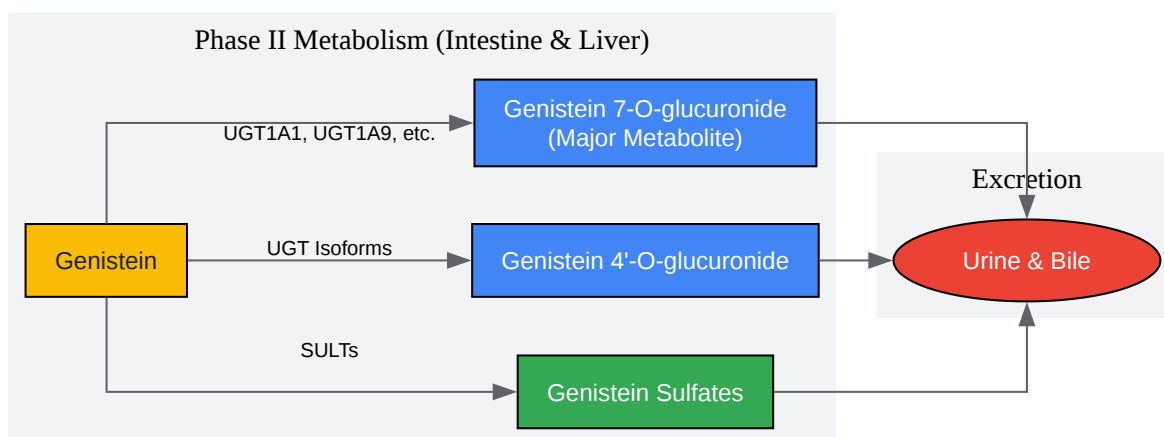 Phase II Metabolism (Intestine & Liver)
UGT1A1, UGT1A9, etc.
Genistein 7-O-glucuronide
(Major Metabolite)
Excretion
Genistein
UGT Isoforms
Genistein 4'-O-glucuronide
Urine & Bile
SULTs
Genistein Sulfates